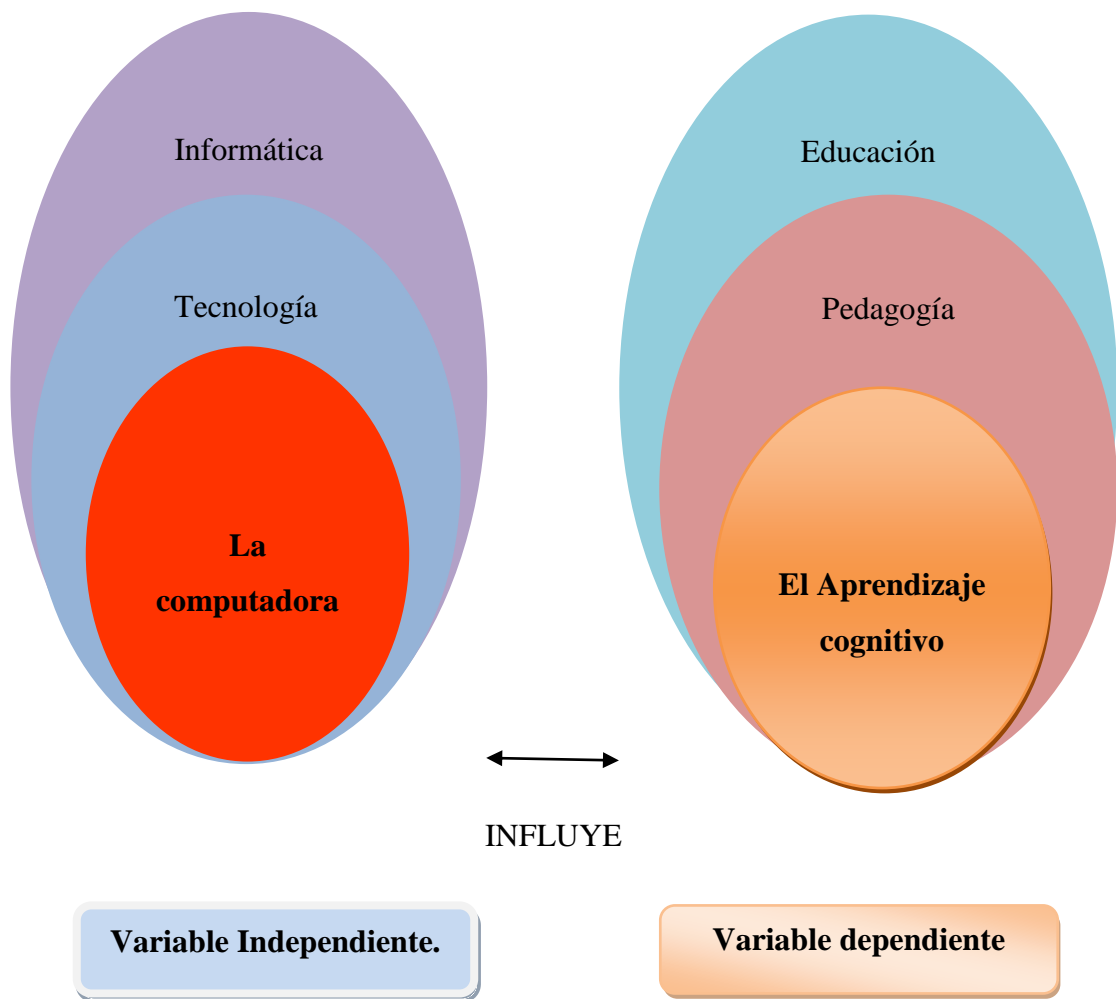 Informática
Tecnología
La
computadora
Educación
Pedagogía
El Aprendizaje
cognitivo
INFLUYE
Variable Independiente.
Variable dependiente